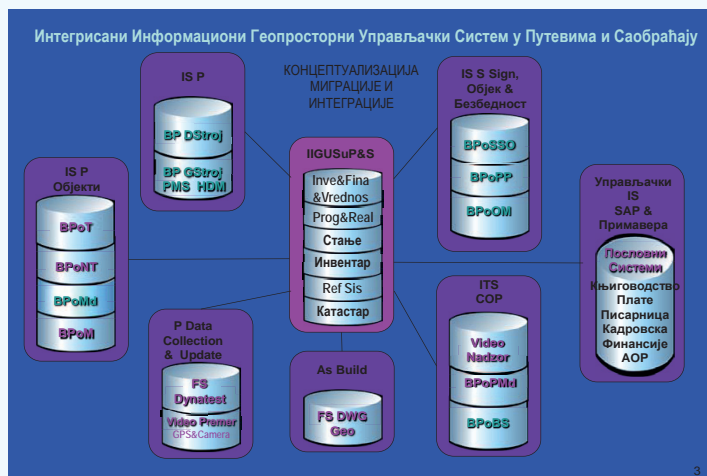 Интегрисани Информациони Геопросторни Управљачки Систем у Путевима и Саобраћају
КОНЦЕПТУАЛИЗАЦИЈА
МИГРАЦИЈЕ И
ИНТЕГРАЦИЈЕ
IS P
BP DStroj
BP GStroj
PMS HDM
IS S Sign,
Објек &
Безбедност
BPoSSO
BPoPP
BPoOM
IS P
Објекти
BPoT
BPoNT
BPoMd
BPoM
IIGUSuP&S
Inve&Fina
&Vrednos
Prog&Real
Стање
Инвентар
Ref Sis
Катастар
Управљачки
IS
SAP &
Примавера
Пословни
Системи
Књиговодство
Плате
Писарница
Кадровска
Финансије
АОР
P Data
Collection
& Update
FS
Dynatest
Video Premer
GPS&Camera
As Build
FS DWG
Geo
ITS
COP
Video
Nadzor
BPoPMd
BPoBS
3